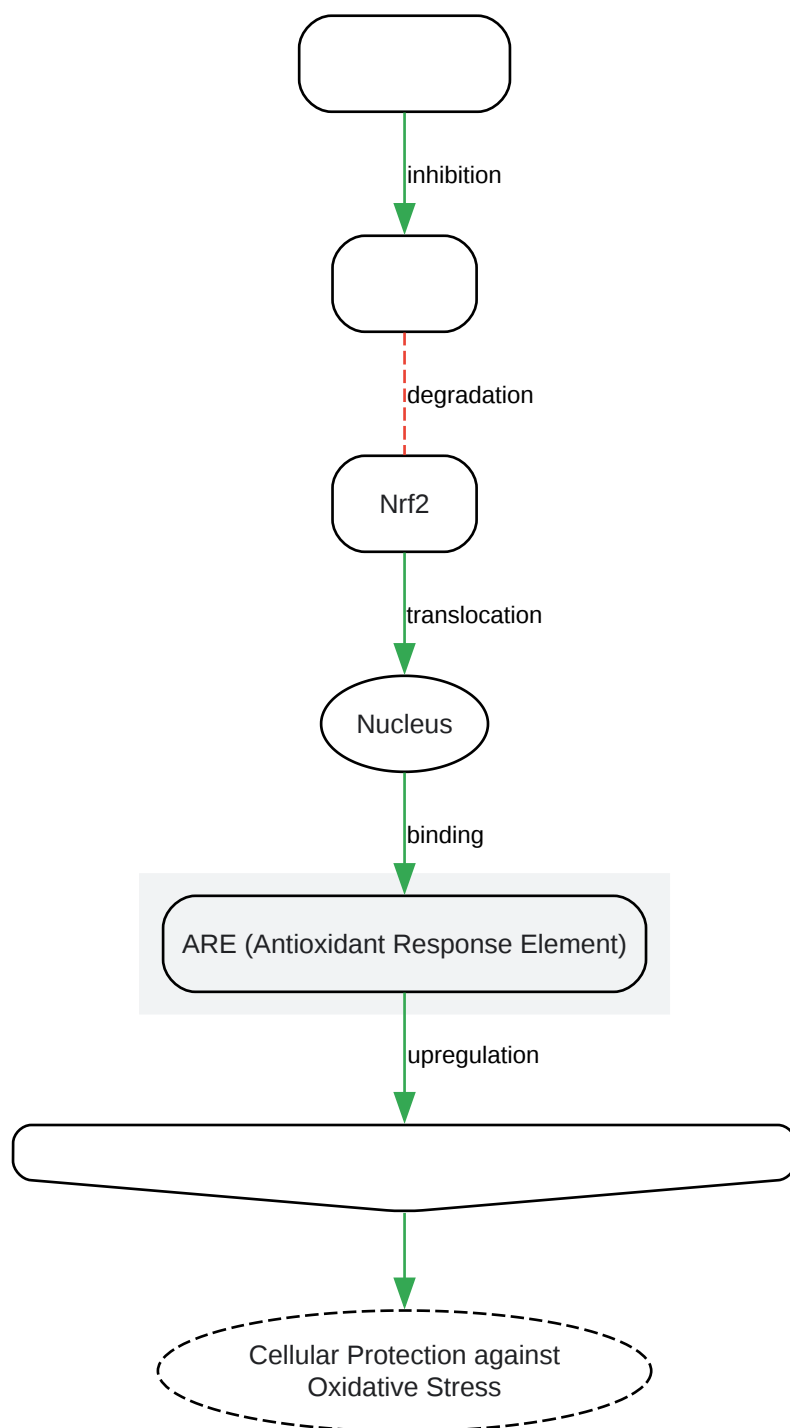 inhibition
degradation
Nrf2
translocation
Nucleus
binding
ARE (Antioxidant Response Element)
upregulation
Cellular Protection against
Oxidative Stress